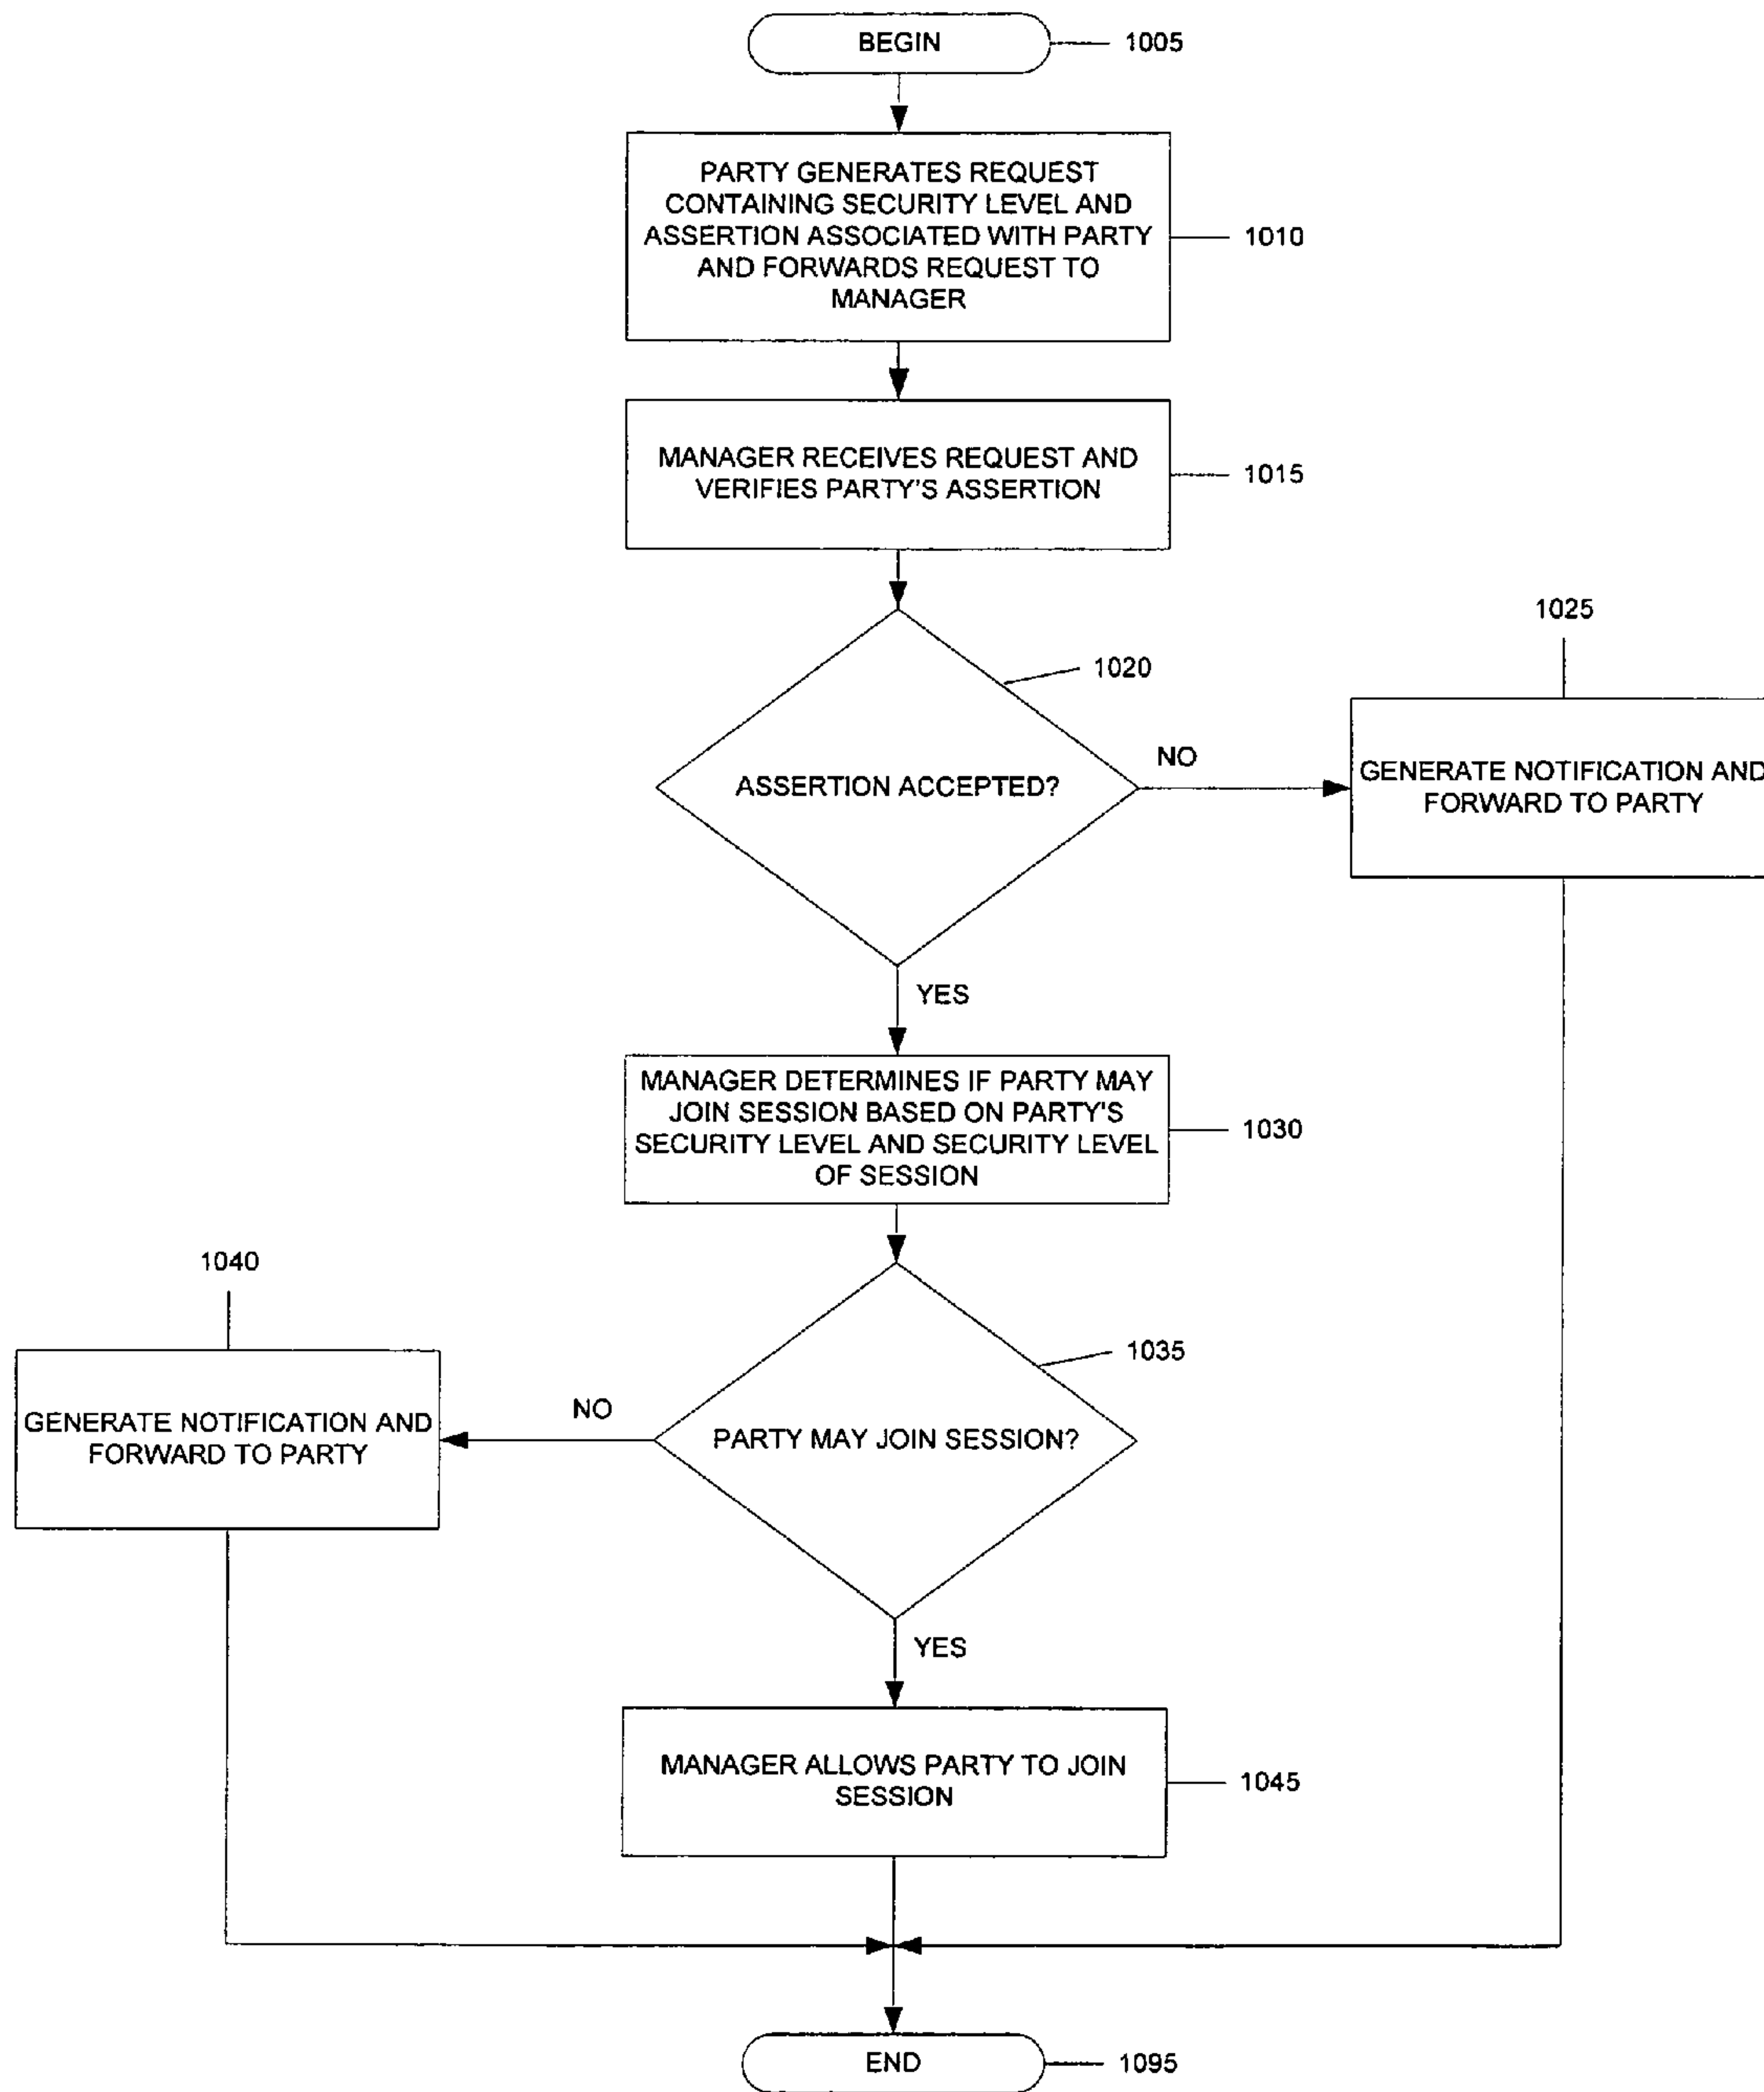 BEGIN
1005
PARTY GENERATES REQUEST
CONTAINING SECURITY LEVEL AND
ASSERTION ASSOCIATED WITH PARTY
AND FORWARDS REQUEST TO
MANAGER
1010
MANAGER RECEIVES REQUEST AND
VERIFIES PARTY'S ASSERTION
1015
1020
ASSERTION ACCEPTED?
NO
1025
GENERATE NOTIFICATION AND
FORWARD TO PARTY
YES
MANAGER DETERMINES IF PARTY MAY
JOIN SESSION BASED ON PARTY'S
SECURITY LEVEL AND SECURITY LEVEL
OF SESSION
1030
1035
PARTY MAY JOIN SESSION?
NO
1040
GENERATE NOTIFICATION AND
FORWARD TO PARTY
YES
MANAGER ALLOWS PARTY TO JOIN
SESSION
1045
END
1095